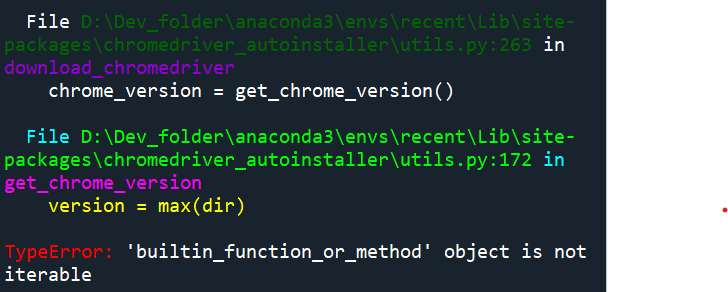 File D:\Dev_folder\anaconda3\envs\recent\Lib\site-
packages\chromedriver_autoinstaller\utils.py:263 in
download_chromedriver
chrome_version = get_chrome_version()
File D:\Dev_folder\anaconda3\envs\recent\Lib\site-
packages\chromedriver_autoinstaller\utils.py:172 in
get_chrome_version
version = max(dir)
TypeError: 'builtin_function_or_method' object is not
iterable